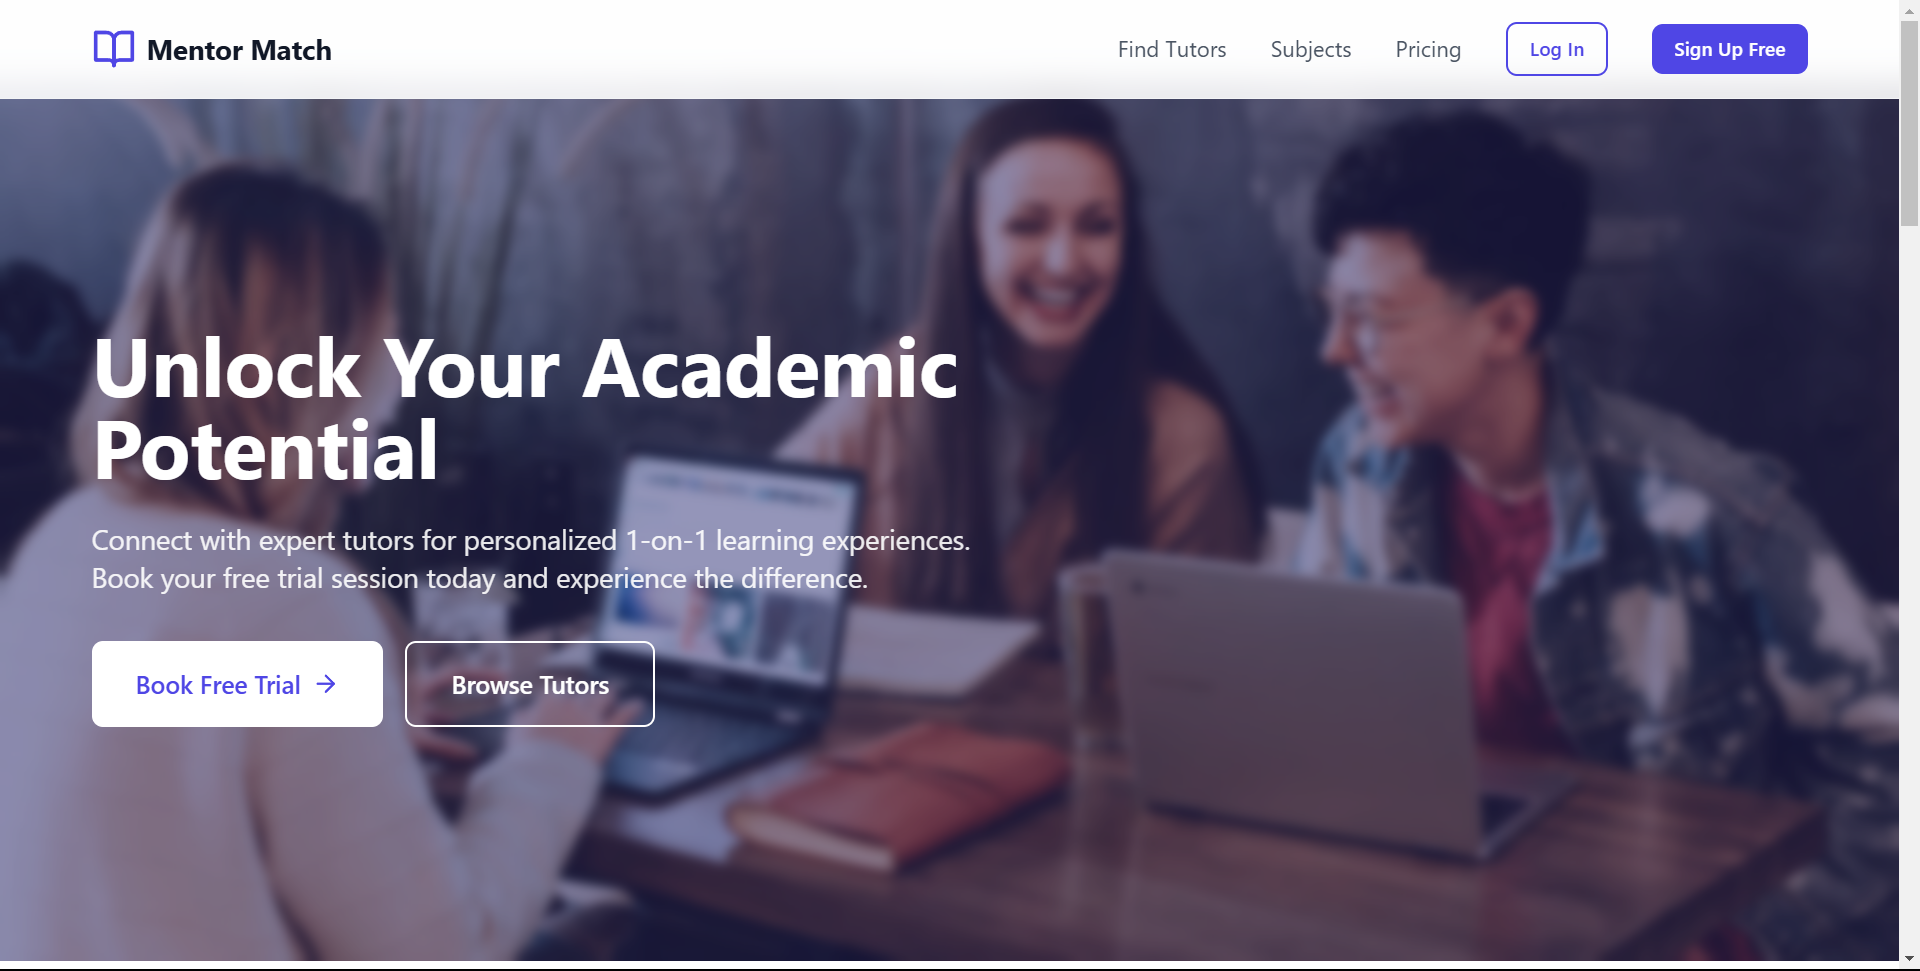 Mentor Match
Find Tutors
Subjects
Pricing
Log In
Sign Up Free
Unlock Your Academic
Potential
Connect with expert tutors for personalized 1-on-1 learning experiences.
Book your free trial session today and experience the difference.
Book Free Trial →
Browse Tutors